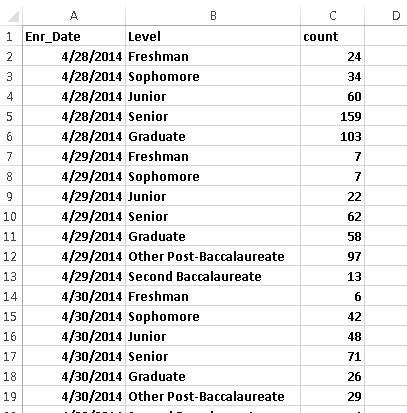 A B C D
1 Enr_Date Level count
2 4/28/2014 Freshman 24
3 4/28/2014 Sophomore 34
4 4/28/2014 Junior 60
5 4/28/2014 Senior 159
6 4/28/2014 Graduate 103
7 4/29/2014 Freshman 7
8 4/29/2014 Sophomore 7
9 4/29/2014 Junior 22
10 4/29/2014 Senior 62
11 4/29/2014 Graduate 58
12 4/29/2014 Other Post-Baccalaureate 97
13 4/29/2014 Second Baccalaureate 13
14 4/30/2014 Freshman 6
15 4/30/2014 Sophomore 42
16 4/30/2014 Junior 48
17 4/30/2014 Senior 71
18 4/30/2014 Graduate 26
19 4/30/2014 Other Post-Baccalaureate 29